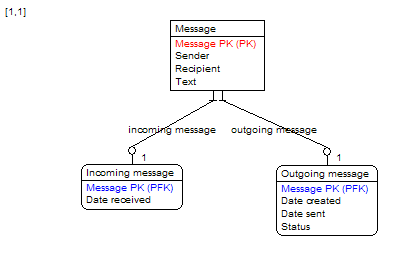 [1,1]
Message
Message PK (PK)
Sender
Recipient
Text
incoming message
outgoing message
1
1
Incoming message
Message PK (PFK)
Date received
Outgoing message
Message PK (PFK)
Date created
Date sent
Status